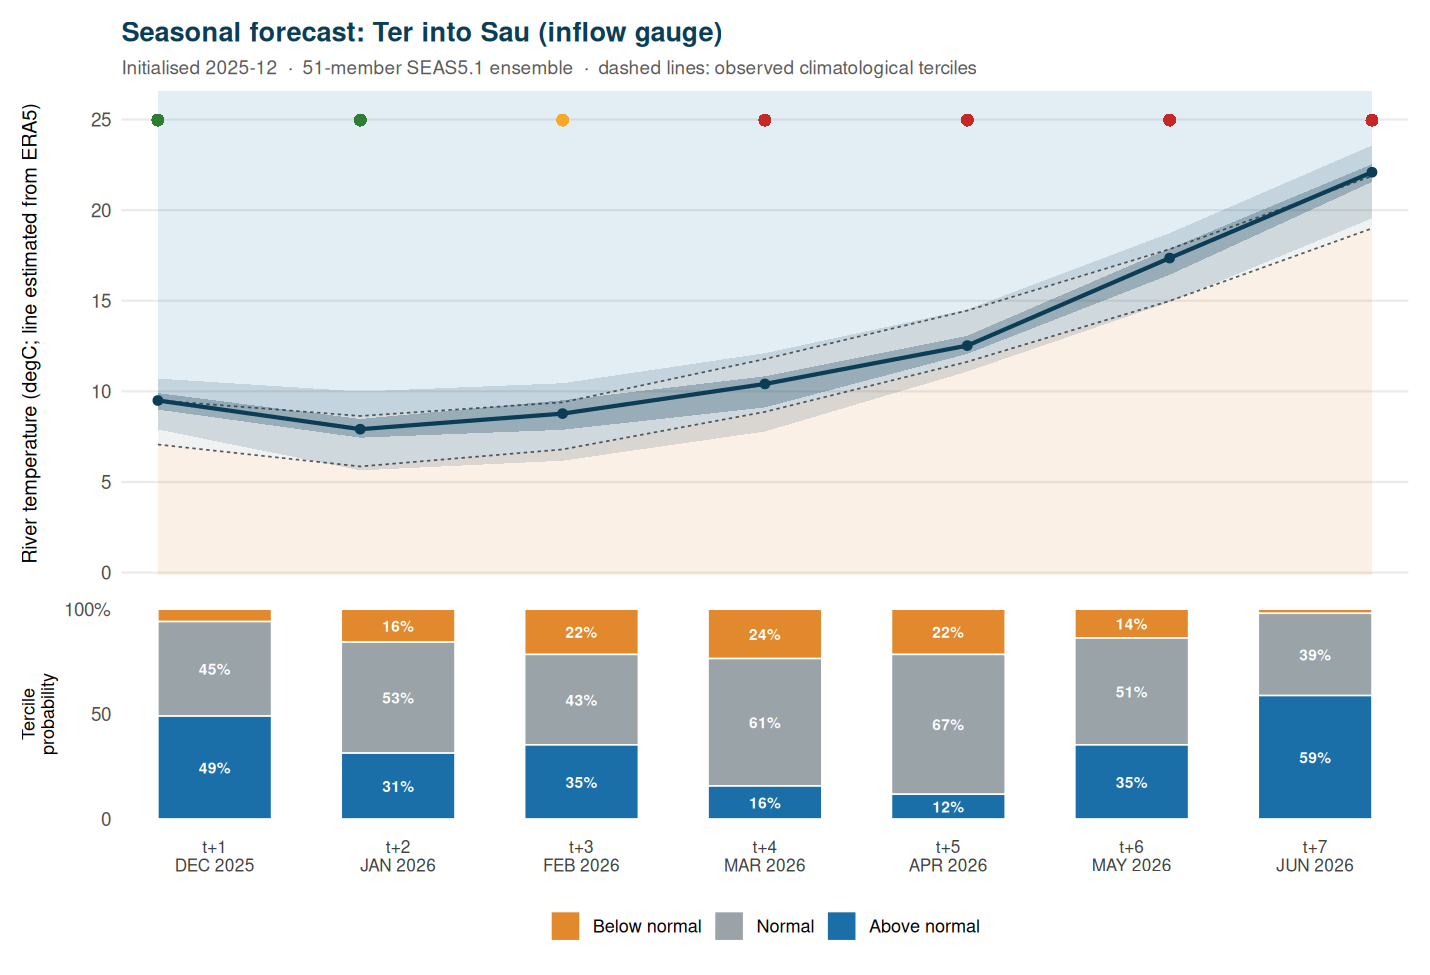 Seasonal forecast: Ter into Sau (inflow gauge)
Initialised 2025-12 · 51-member SEAS5.1 ensemble · dashed lines: observed climatological terciles
River temperature (degC; line estimated from ERA5)
25
20
15
10
5
0
Tercile
probability
100%
50
0
16%
22%
24%
22%
14%
45%
53%
43%
61%
67%
51%
39%
49%
31%
35%
16%
12%
35%
59%
t+1
DEC 2025
t+2
JAN 2026
t+3
FEB 2026
t+4
MAR 2026
t+5
APR 2026
t+6
MAY 2026
t+7
JUN 2026
Below normal
Normal
Above normal